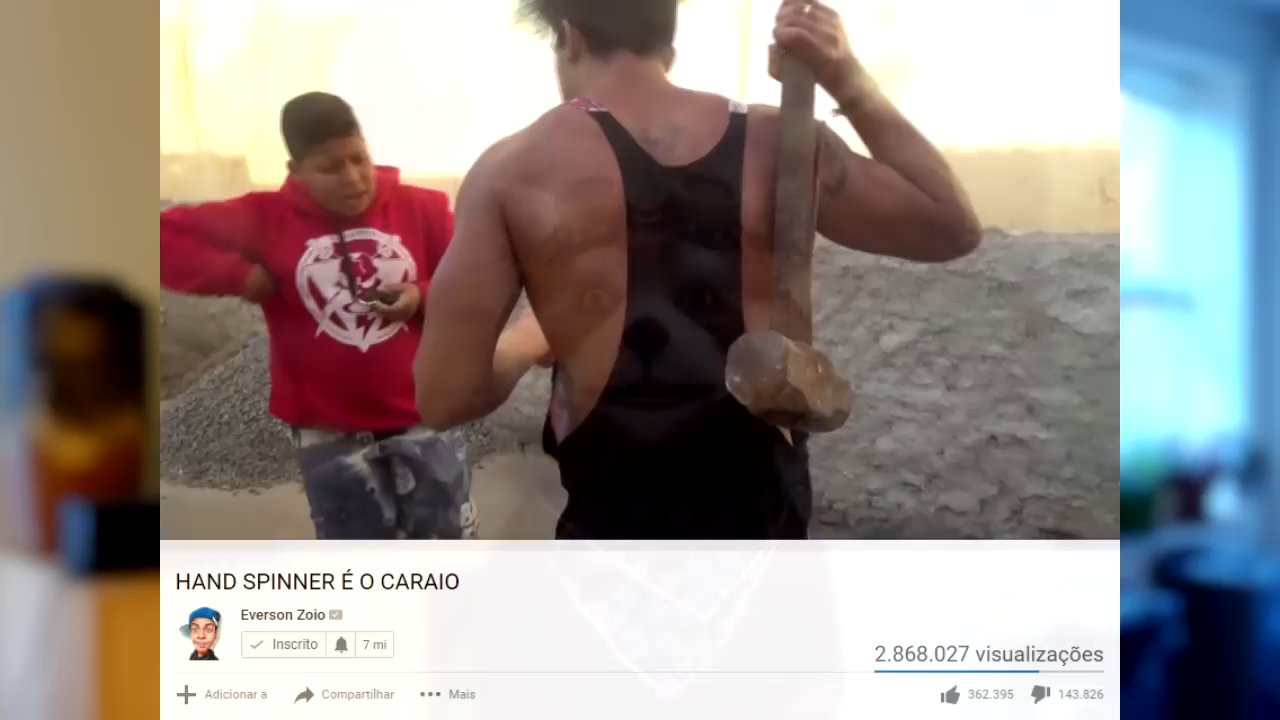 HAND SPINNER É O CARAIO
Everson Zoio
Inscrito 7 mi
2.868.027 visualizações
Adicionar a Compartilhar Mais 362.395 143.826